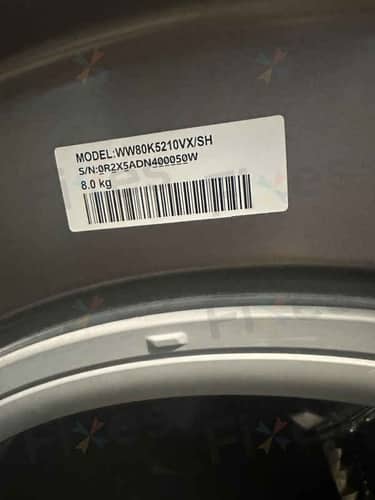 MODEL:WW80K5210VX/SH
S/N:0R2X5ADN400050W
8.0 kg